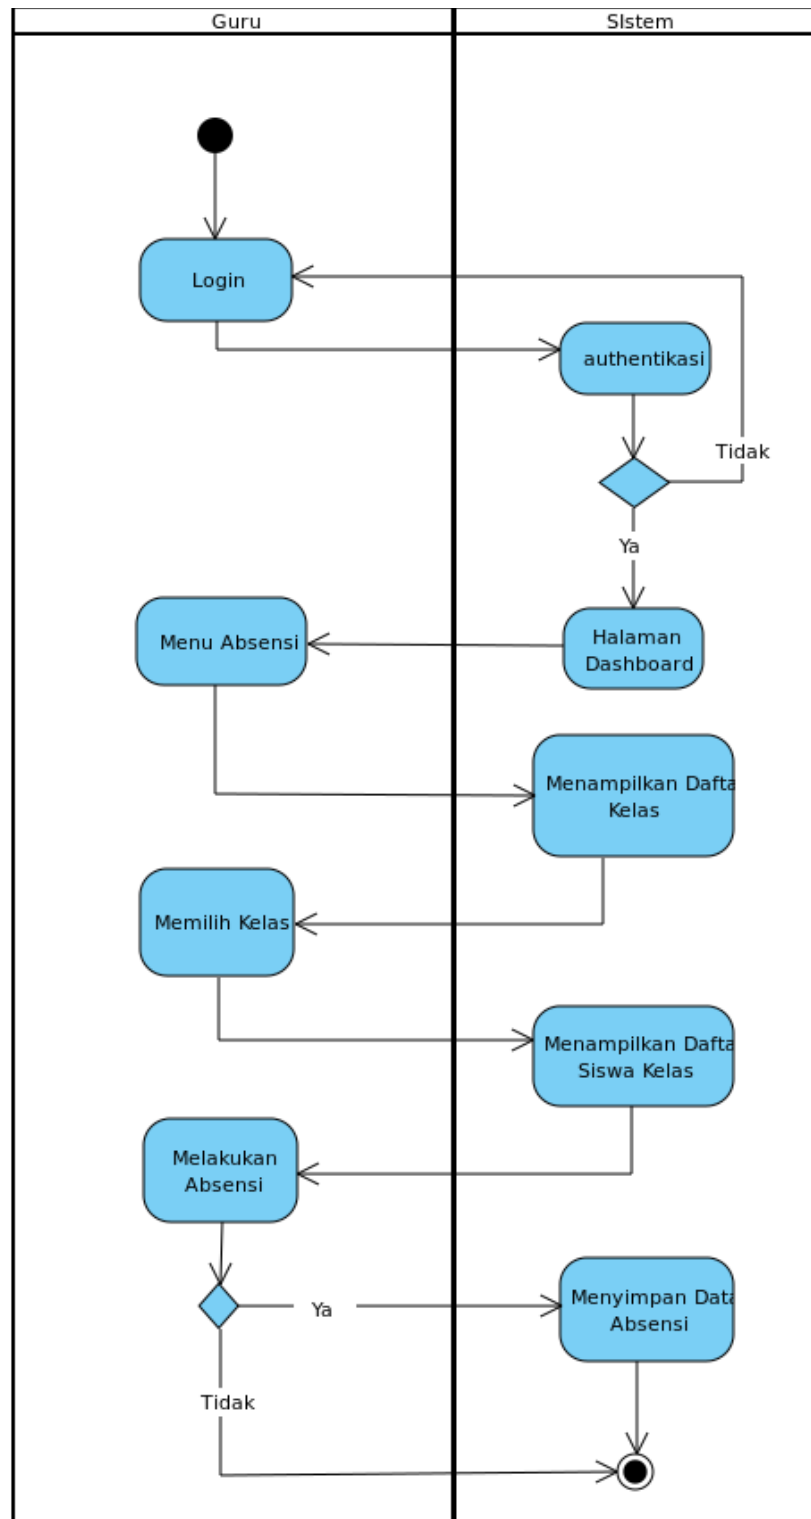 Guru
SIstem
Login
authentikasi
Tidak
Ya
Halaman
Dashboard
Menu Absensi
Menampilkan Dafta
Kelas
Memilih Kelas
Menampilkan Dafta
Siswa Kelas
Melakukan
Absensi
Ya
Menyimpan Data
Absensi
Tidak